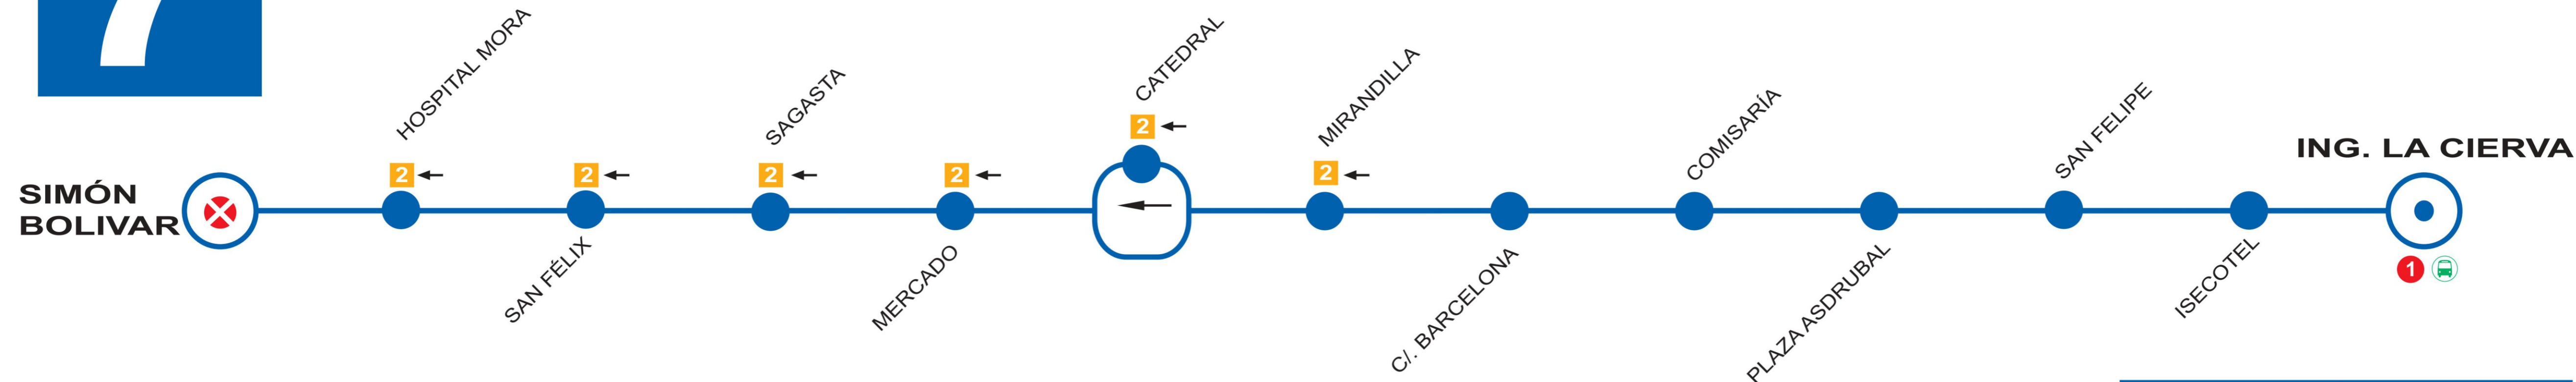 7
HOSPITAL MORA
SAGASTA
CATEDRAL
MIRANDILLA
COMISARÍA
SAN FELIPE
ING. LA CIERVA
SIMÓN
BOLIVAR
2
2
2
2
2
2
SAN FÉLIX
MERCADO
C/. BARCELONA
PLAZA ASDRUBAL
ISECOTEL
1